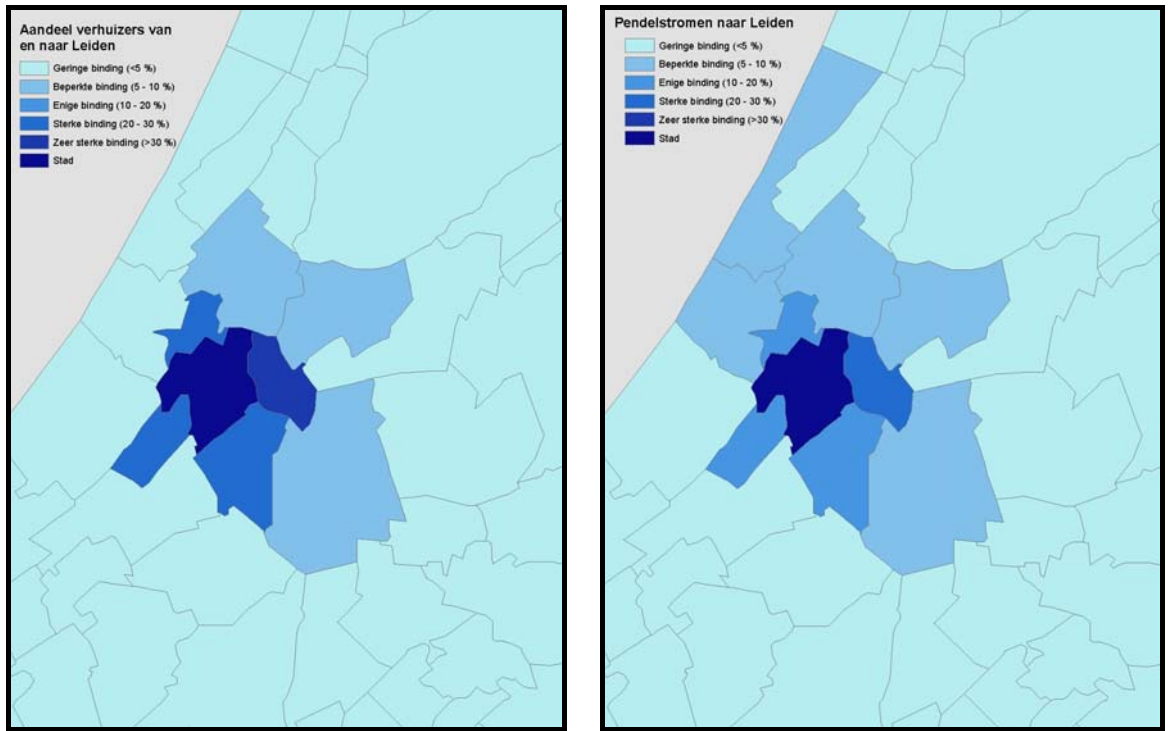 Aandeel verhuizers van
en naar Leiden
Geringe binding (<5 %)
Beperkte binding (5 - 10 %)
Enige binding (10 - 20 %)
Sterke binding (20 - 30 %)
Zeer sterke binding (>30 %)
Stad
Pendelstromen naar Leiden
Geringe binding (<5 %)
Beperkte binding (5 - 10 %)
Enige binding (10 - 20 %)
Sterke binding (20 - 30 %)
Zeer sterke binding (>30 %)
Stad